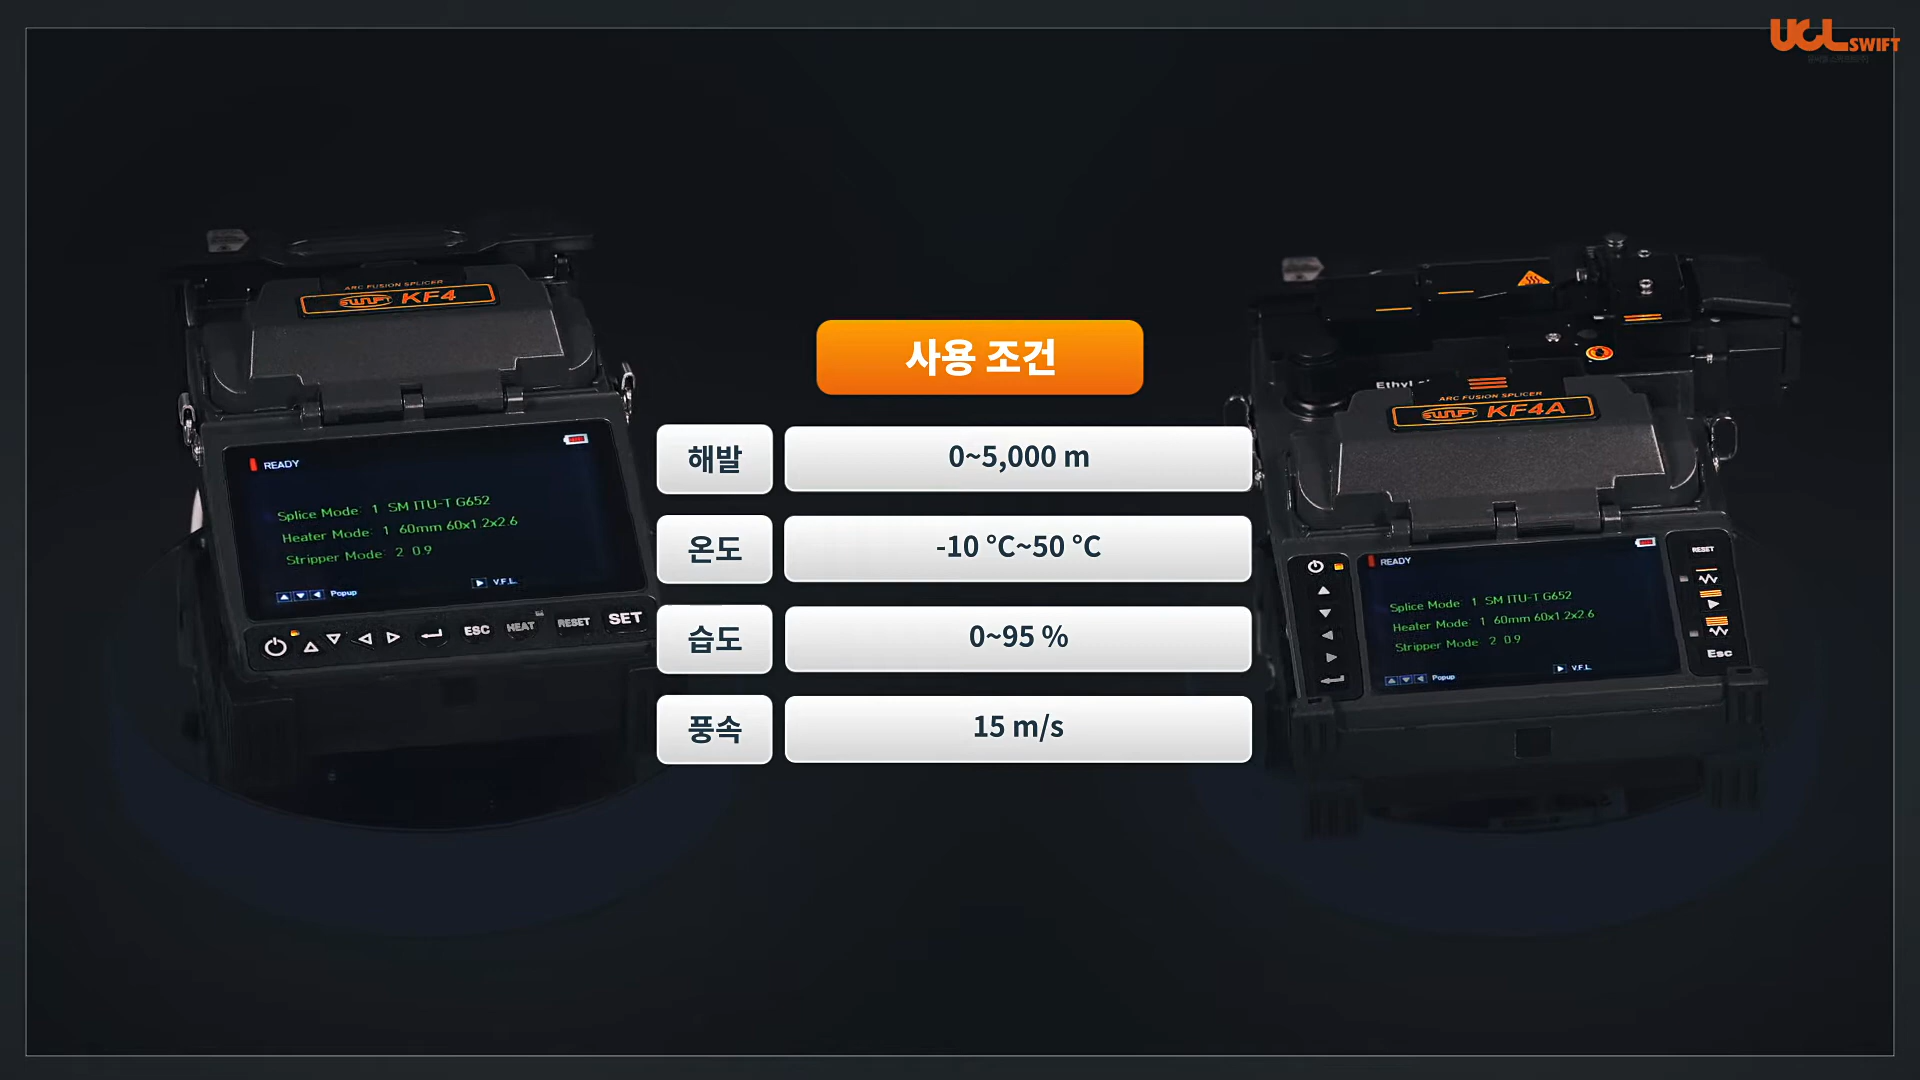 UCL SWIFT
ARC FUSION SPLICER
SWIFT KF4
READY
Splice Mode: 1 SM ITU-T G652
Heater Mode: 1 60mm 60x1.2x2.6
Stripper Mode: 2 0.9
Popup
V.F.L.
ESC
HEAT
RESET
SET
사용 조건
해발 0~5,000 m
온도 -10 °C~50 °C
습도 0~95 %
풍속 15 m/s
ARC FUSION SPLICER
SWIFT KF4A
READY
Splice Mode 1 SM ITU-T G652
Heater Mode 1 60mm 60x1.2x2.6
Stripper Mode 2 0.9
Popup
V.F.L.
RESET
Esc